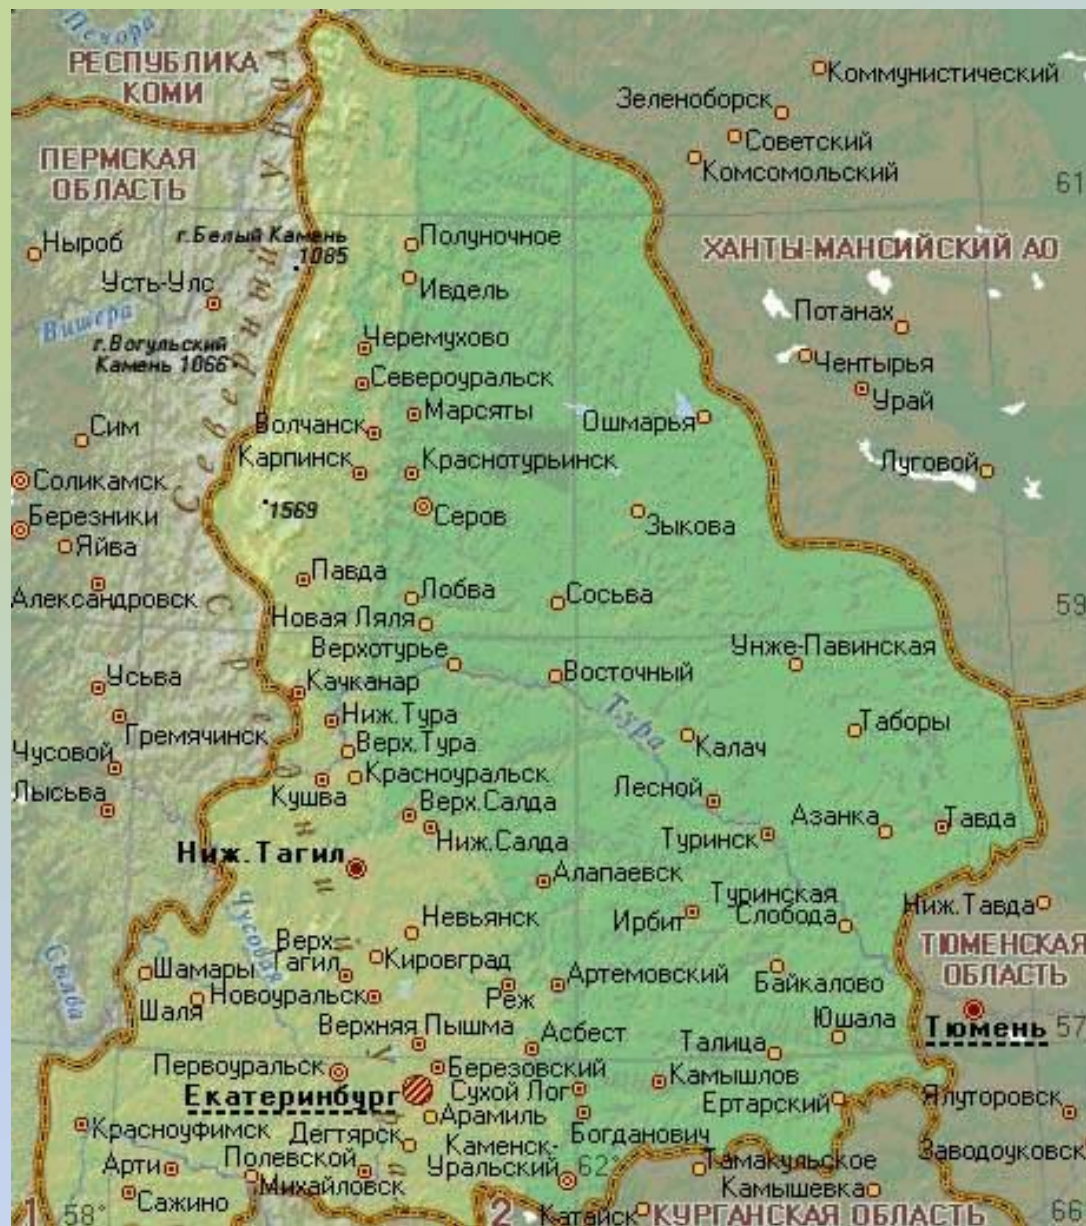 Печора
РЕСПУБЛИКА
КОМИ
Коммунистический
Зеленоборск
Советский
Комсомольский
ПЕРМСКАЯ
ОБЛАСТЬ
61
Ныроб
г.Белый Камень
1085
Полуночное
ХАНТЫ-МАНСИЙСКИЙ АО
Усть-Улс
Ивдель
Вишера
Потанах
г.Вогульский
Камень 1066
Черемухово
Чентырья
Североуральск
Урай
Марсяты
Ошмарья
Волчанск
Сим
Карпинск
Краснотурьинск
Луговой
Соликамск
1569
Серов
Зыкова
Березники
Яйва
Павда
Александровск
Лобва
Сосьва
59
Новая Ляля
Верхотурье
Унже-Павинская
Восточный
Усьва
Качканар
Тура
Гремячинск
Ниж.Тура
Таборы
Верх.Тура
Калач
Чусовой
Красноуральск
Лысьва
Кушва
Верх.Салда
Лесной
Азанка
Тавда
Ниж.Салда
Туринск
Ниж.Тагил
Алапаевск
Туринская
Слобода
Ирбит
Ниж.Тавда
Чусовая
Невьянск
Верх.
Тагил
Кировград
ТЮМЕНСКАЯ
ОБЛАСТЬ
Сылва
Шамары
Артемовский
Байкалово
Шаля
Новоуральск
Реж
Верхняя Пышма
Асбест
Юшала
Тюмень
57
Талица
Первоуральск
Березовский
Камышлов
Екатеринбург
Сухой Лог
Ертарский
Ялуторовск
Арамиль
Красноуфимск
Дегтярск
Богданович
Каменск-
Уральский
Заводоуковск
Арти
Полевской
62°
Тамакульское
Михайловск
Камышевка
Сажино
1
58°
2
Катайск
КУРГАНСКАЯ ОБЛАСТЬ
66